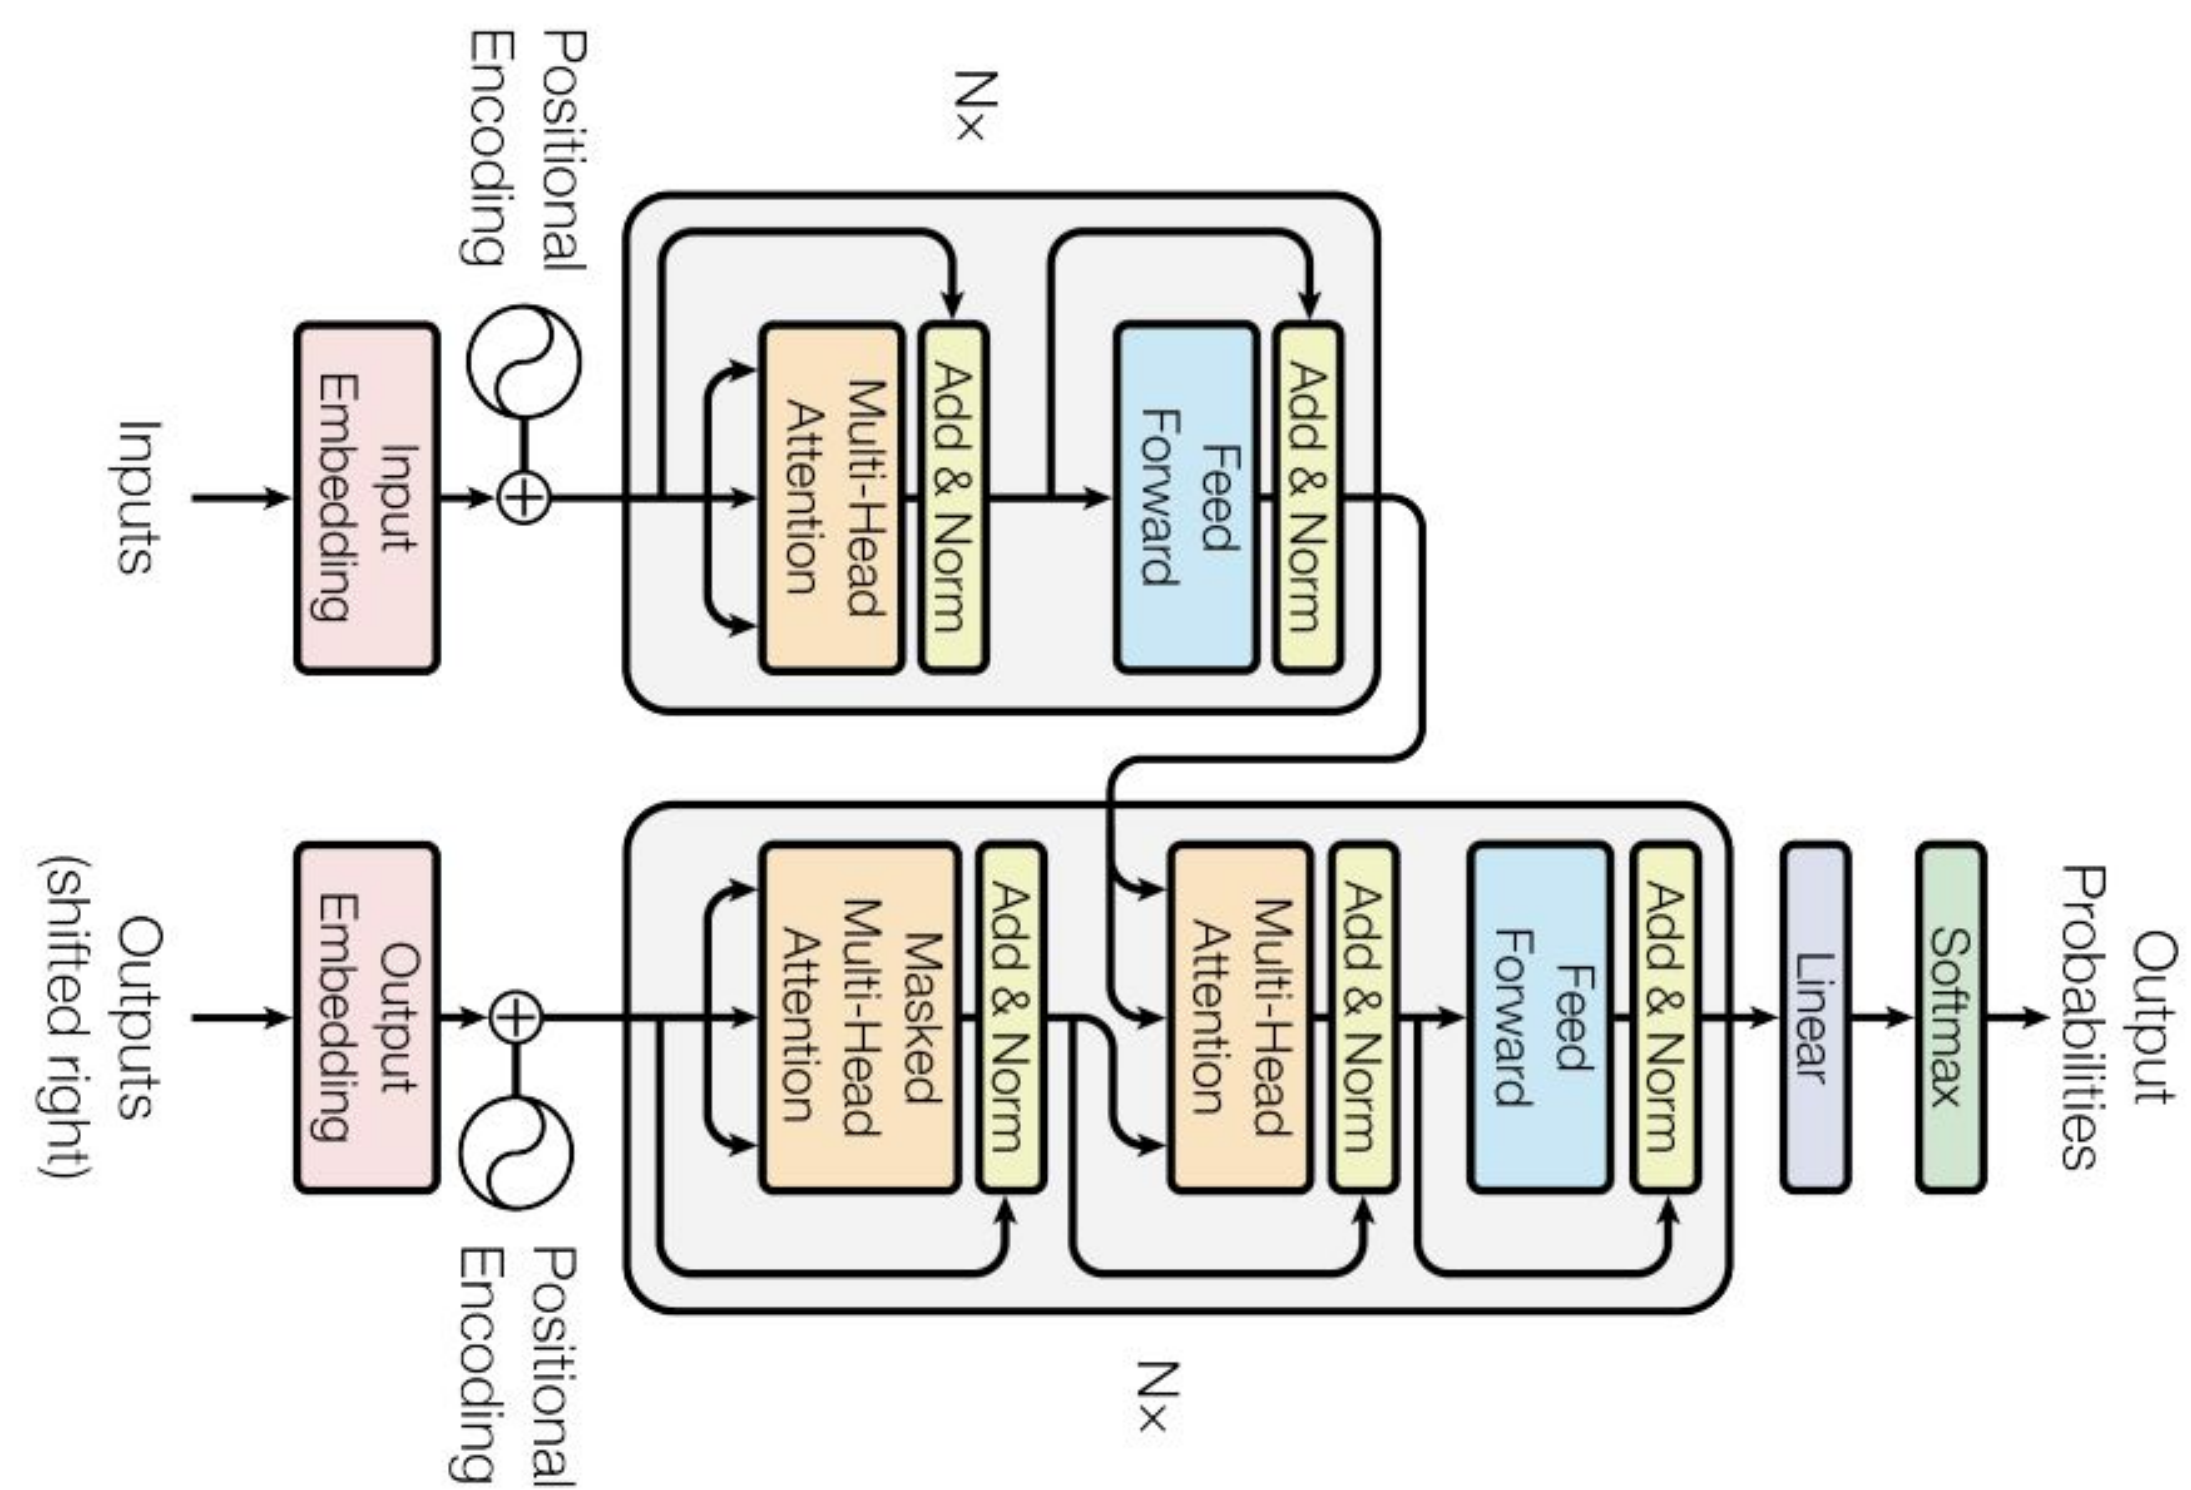 Output
Probabilities
Softmax
Linear
Add & Norm
Feed
Forward
Add & Norm
Multi-Head
Attention
Add & Norm
Masked
Multi-Head
Attention
Nx
Positional
Encoding
Output
Embedding
Outputs
(shifted right)
Add & Norm
Feed
Forward
Add & Norm
Multi-Head
Attention
Nx
Positional
Encoding
Input
Embedding
Inputs